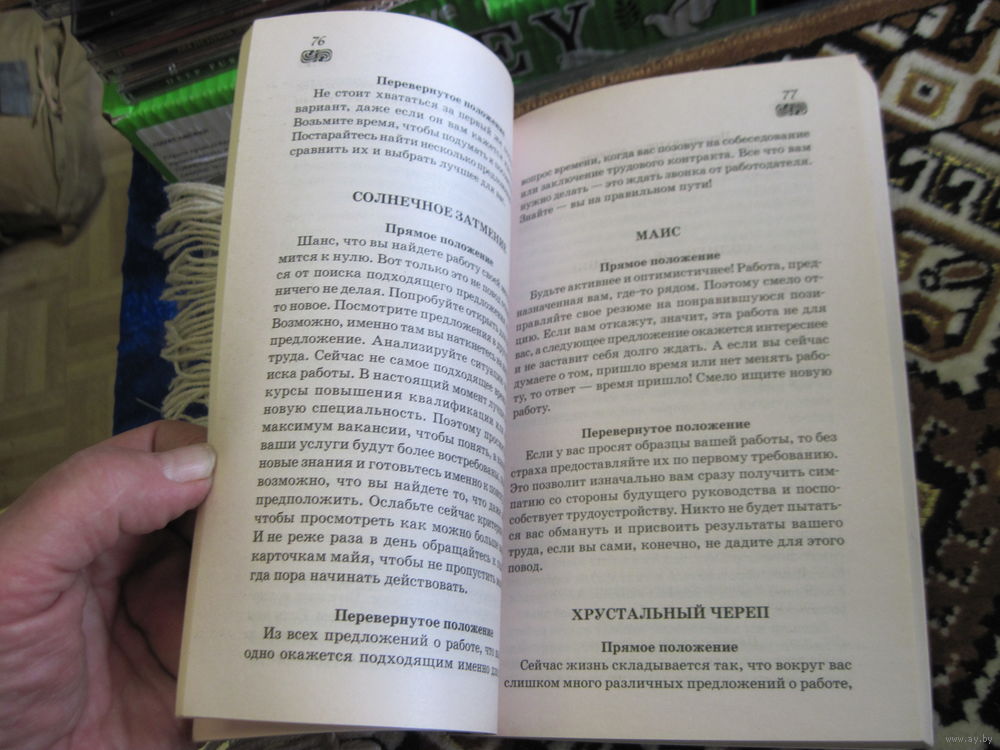 76
Перевернутое положение
Не стоит хвататься за первый же
вариант, даже если он вам кажется
Возьмите время, чтобы подумать и
Постарайтесь найти несколько
сравнить их и выбрать лучшее для
СОЛНЕЧНОЕ ЗАТМЕНИЕ
Прямое положение
Шанс, что вы найдете работу своей
мится к нулю. Вот только это не повод
ся от поиска подходящего предложения
ничего не делая. Попробуйте открыть
то новое. Посмотрите предложения в
Возможно, именно там вы наткнетесь на
предложение. Анализируйте
труда. Сейчас не самое подходящее
иска работы. В настоящий момент
курсы повышения квалификации
новую специальность. Поэтому
максимум вакансии, чтобы понять, в
ваши услуги будут более востребованы,
новые знания и готовьтесь именно к
возможно, что вы найдете то, что
предположить. Ослабьте сейчас
чтобы просмотреть как можно больше
И не реже раза в день обращайтесь к
карточкам майя, чтобы не пропустить
гда пора начинать действовать.
Перевернутое положение
Из всех предложений о работе, что
одно окажется подходящим именно для
77
вопрос времени, когда вас позовут на собеседование
или заключение трудового контракта. Все что вам
нужно делать — это ждать звонка от работодателя.
Знайте — вы на правильном пути!
МАИС
Прямое положение
Будьте активнее и оптимистичнее! Работа, пред-
назначенная вам, где-то рядом. Поэтому смело от-
правляйте свое резюме на понравившуюся пози-
цию. Если вам откажут, значит, эта работа не для
вас, а следующее предложение окажется интереснее
и не заставит себя долго ждать. А если вы сейчас
думаете о том, пришло время или нет менять рабо-
ту, то ответ — время пришло! Смело ищите новую
работу.
Перевернутое положение
Если у вас просят образцы вашей работы, то без
страха предоставляйте их по первому требованию.
Это позволит изначально вам сразу получить сим-
патию со стороны будущего руководства и поспо-
собствует трудоустройству. Никто не будет пытать-
ся вас обмануть и присвоить результаты вашего
труда, если вы сами, конечно, не дадите для этого
повод.
ХРУСТАЛЬНЫЙ ЧЕРЕП
Прямое положение
Сейчас жизнь складывается так, что вокруг вас
слишком много различных предложений о работе,
www.ay.by